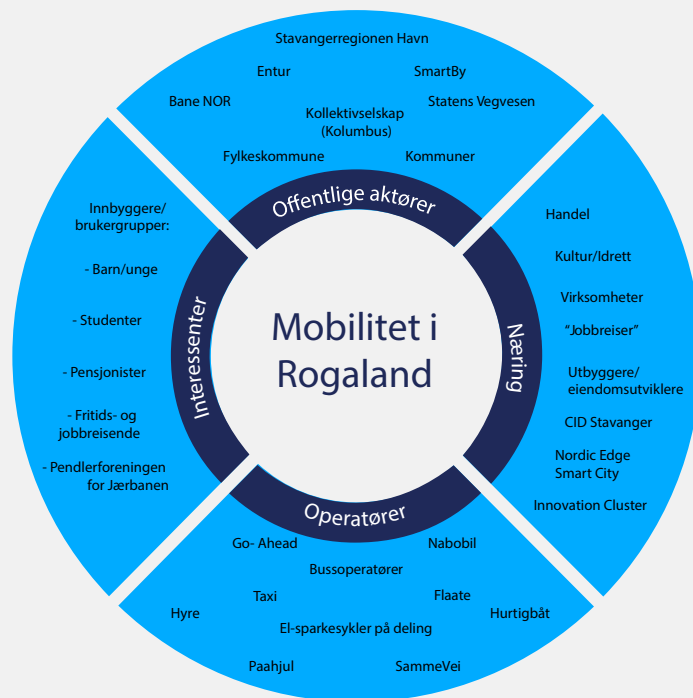 Stavangerregionen Havn
Entur
SmartBy
Bane NOR
Statens Vegvesen
Kollektivselskap
(Kolumbus)
Fylkeskommune
Kommuner
Offentlige aktører
Innbyggere/
brukergrupper:
- Barn/unge
- Studenter
- Pensjonister
- Fritids- og
jobbreisende
- Pendlerforeningen
for Jærbanen
Interessenter
Mobilitet i
Rogaland
Næring
Handel
Kultur/Idrett
Virksomheter
“Jobbreiser”
Utbyggere/
eiendomsutviklere
CID Stavanger
Nordic Edge
Smart City
Innovation Cluster
Operatører
Go- Ahead
Nabobil
Bussoperatører
Taxi
Flaate
Hyre
Hurtigbåt
El-sparkesykler på deling
Paahjul
SammeVei